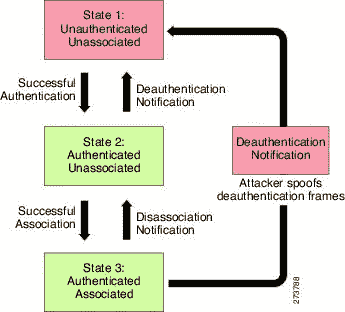 State 1:
Unauthenticated
Unassociated
Successful
Authentication
Deauthentication
Notification
State 2:
Authenticated
Unassociated
Deauthentication
Notification
Attacker spoofs
deauthentication frames
Successful
Association
Disassociation
Notification
State 3:
Authenticated
Associated
273788